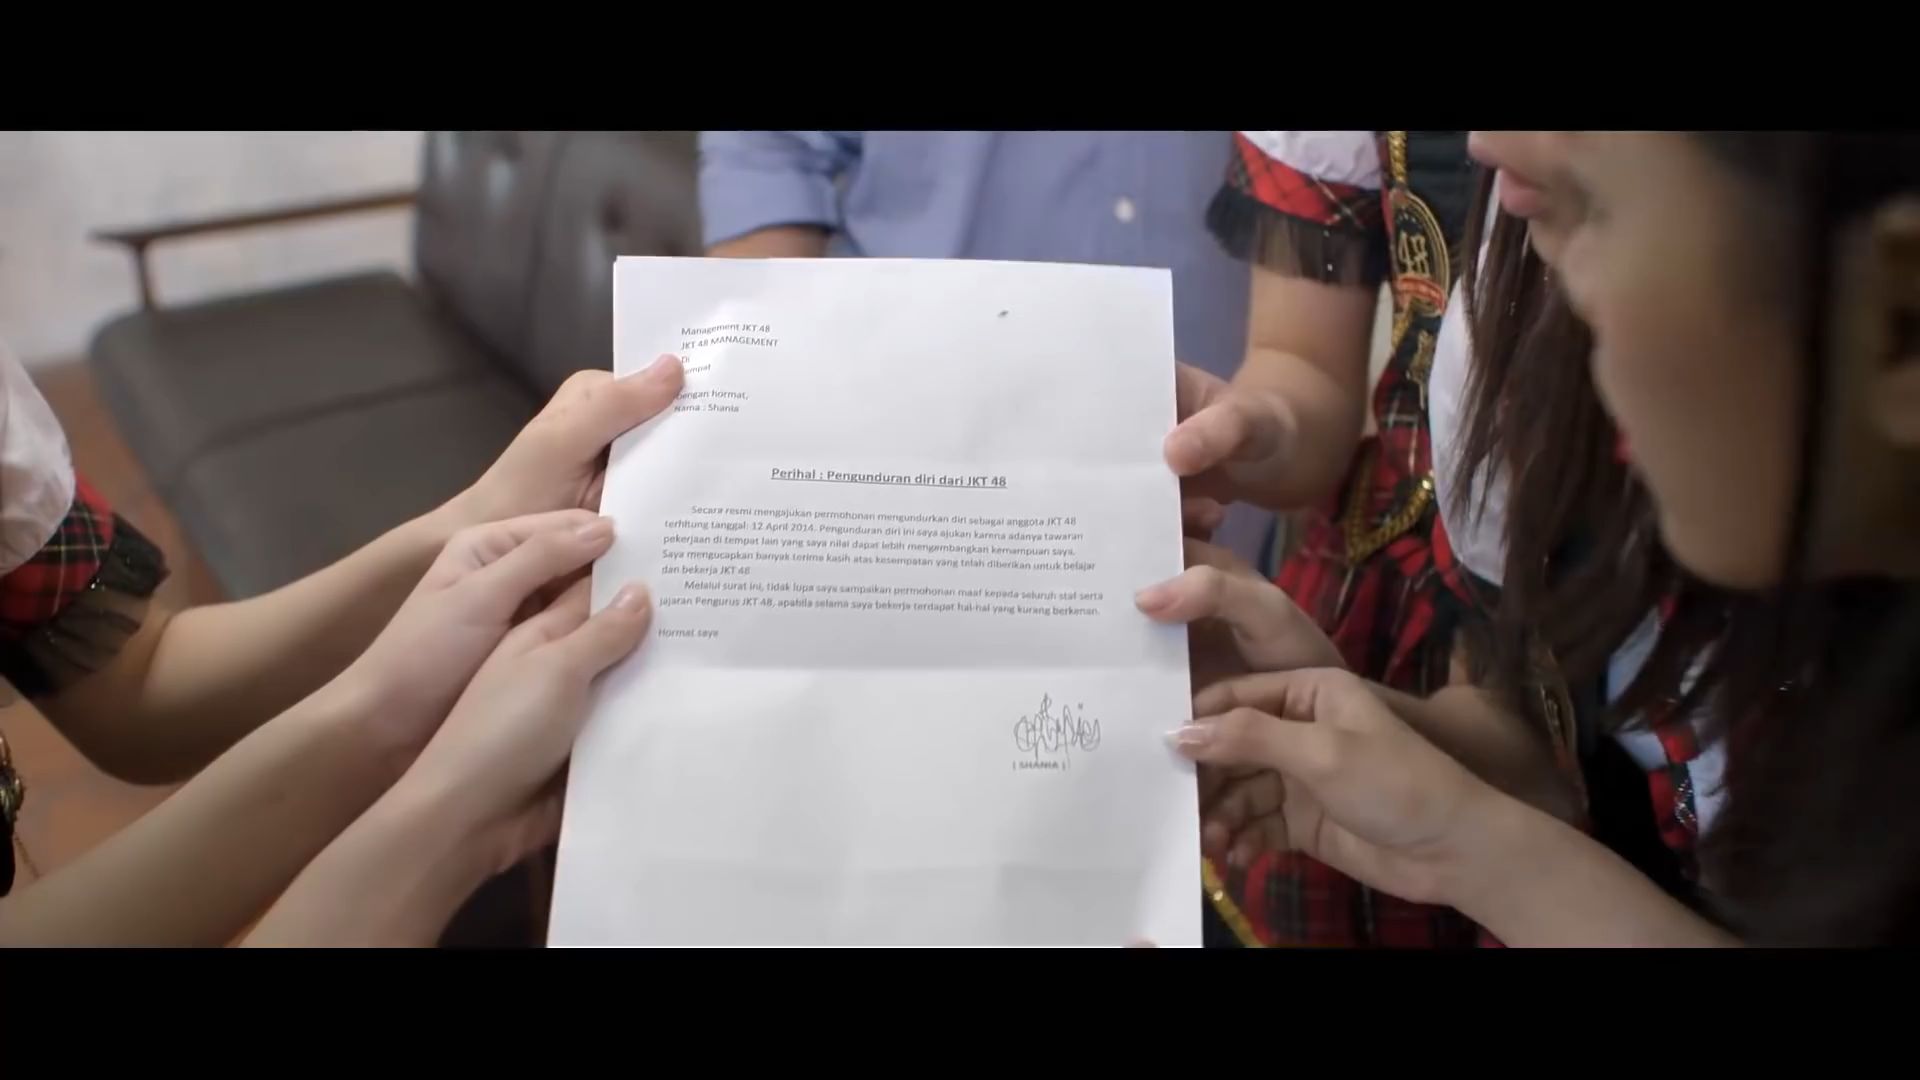 Management JKT 48
JKT 48 MANAGEMENT
Di
empat
Dengan hormat,
Nama : Shania
Perihal : Pengunduran diri dari JKT 48
Secara resmi mengajukan permohonan mengundurkan diri sebagai anggota JKT 48
terhitung tanggal: 12 April 2014. Pengunduran diri ini saya ajukan karena adanya tawaran
pekerjaan di tempat lain yang saya nilai dapat lebih mengembangkan kemampuan saya.
Saya mengucapkan banyak terima kasih atas kesempatan yang telah diberikan untuk belajar
dan bekerja JKT 48
Melalui surat ini, tidak lupa saya sampaikan permohonan maaf kepada seluruh staf serta
jajaran Pengurus JKT 48, apabila selama saya bekerja terdapat hal-hal yang kurang berkenan.
Hormat saya
( SHANIA )
48